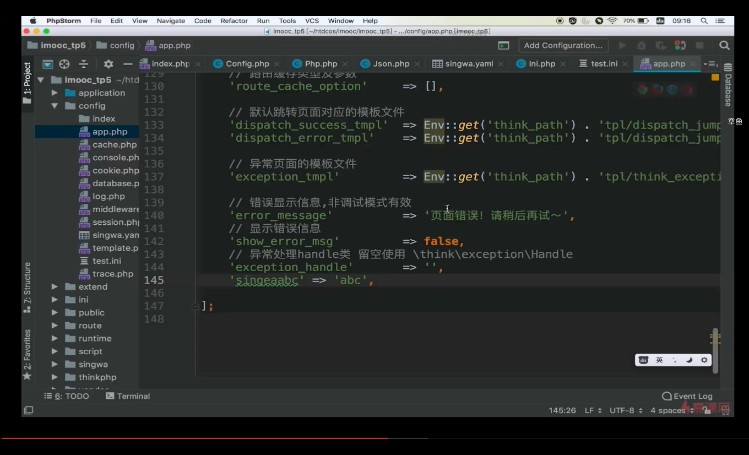 PhpStorm File Edit View Navigate Code Refactor Run Tools VCS Window Help 70% 09:16
imooc_tp5 [~/htdcos/imooc/imooc_tp5] - .../config/app.php [imooc_tp5]
imooc_tp5 config app.php Add Configuration...
Project
index.php Config.php Php.php Json.php singwa.yaml Ini.php test.ini app.php
1: Project
Database
imooc_tp5 ~/htd
application
config
index
app.php
cache.php
console.ph
cookie.php
database.p
log.php
middleware
session.php
singwa.yam
template.p
test.ini
trace.php
extend
ini
public
route
runtime
script
singwa
thinkphp
7: Structure
2: Favorites
129 // 路由缓存类型及参数
130 'route_cache_option' => [],
131
132 // 默认跳转页面对应的模板文件
133 'dispatch_success_tmpl' => Env::get('think_path') . 'tpl/dispatch_jump
134 'dispatch_error_tmpl' => Env::get('think_path') . 'tpl/dispatch_jump
135
136 // 异常页面的模板文件
137 'exception_tmpl' => Env::get('think_path') . 'tpl/think_excepti
138
139 // 错误显示信息,非调试模式有效
140 'error_message' => '页面错误！请稍后再试～',
141 // 显示错误信息
142 'show_error_msg' => false,
143 // 异常处理handle类 留空使用 \think\exception\Handle
144 'exception_handle' => '',
145 'singeaabc' => 'abc',
146
147 ];
148
英
6: TODO Terminal Event Log
145:26 LF UTF-8 4 spaces